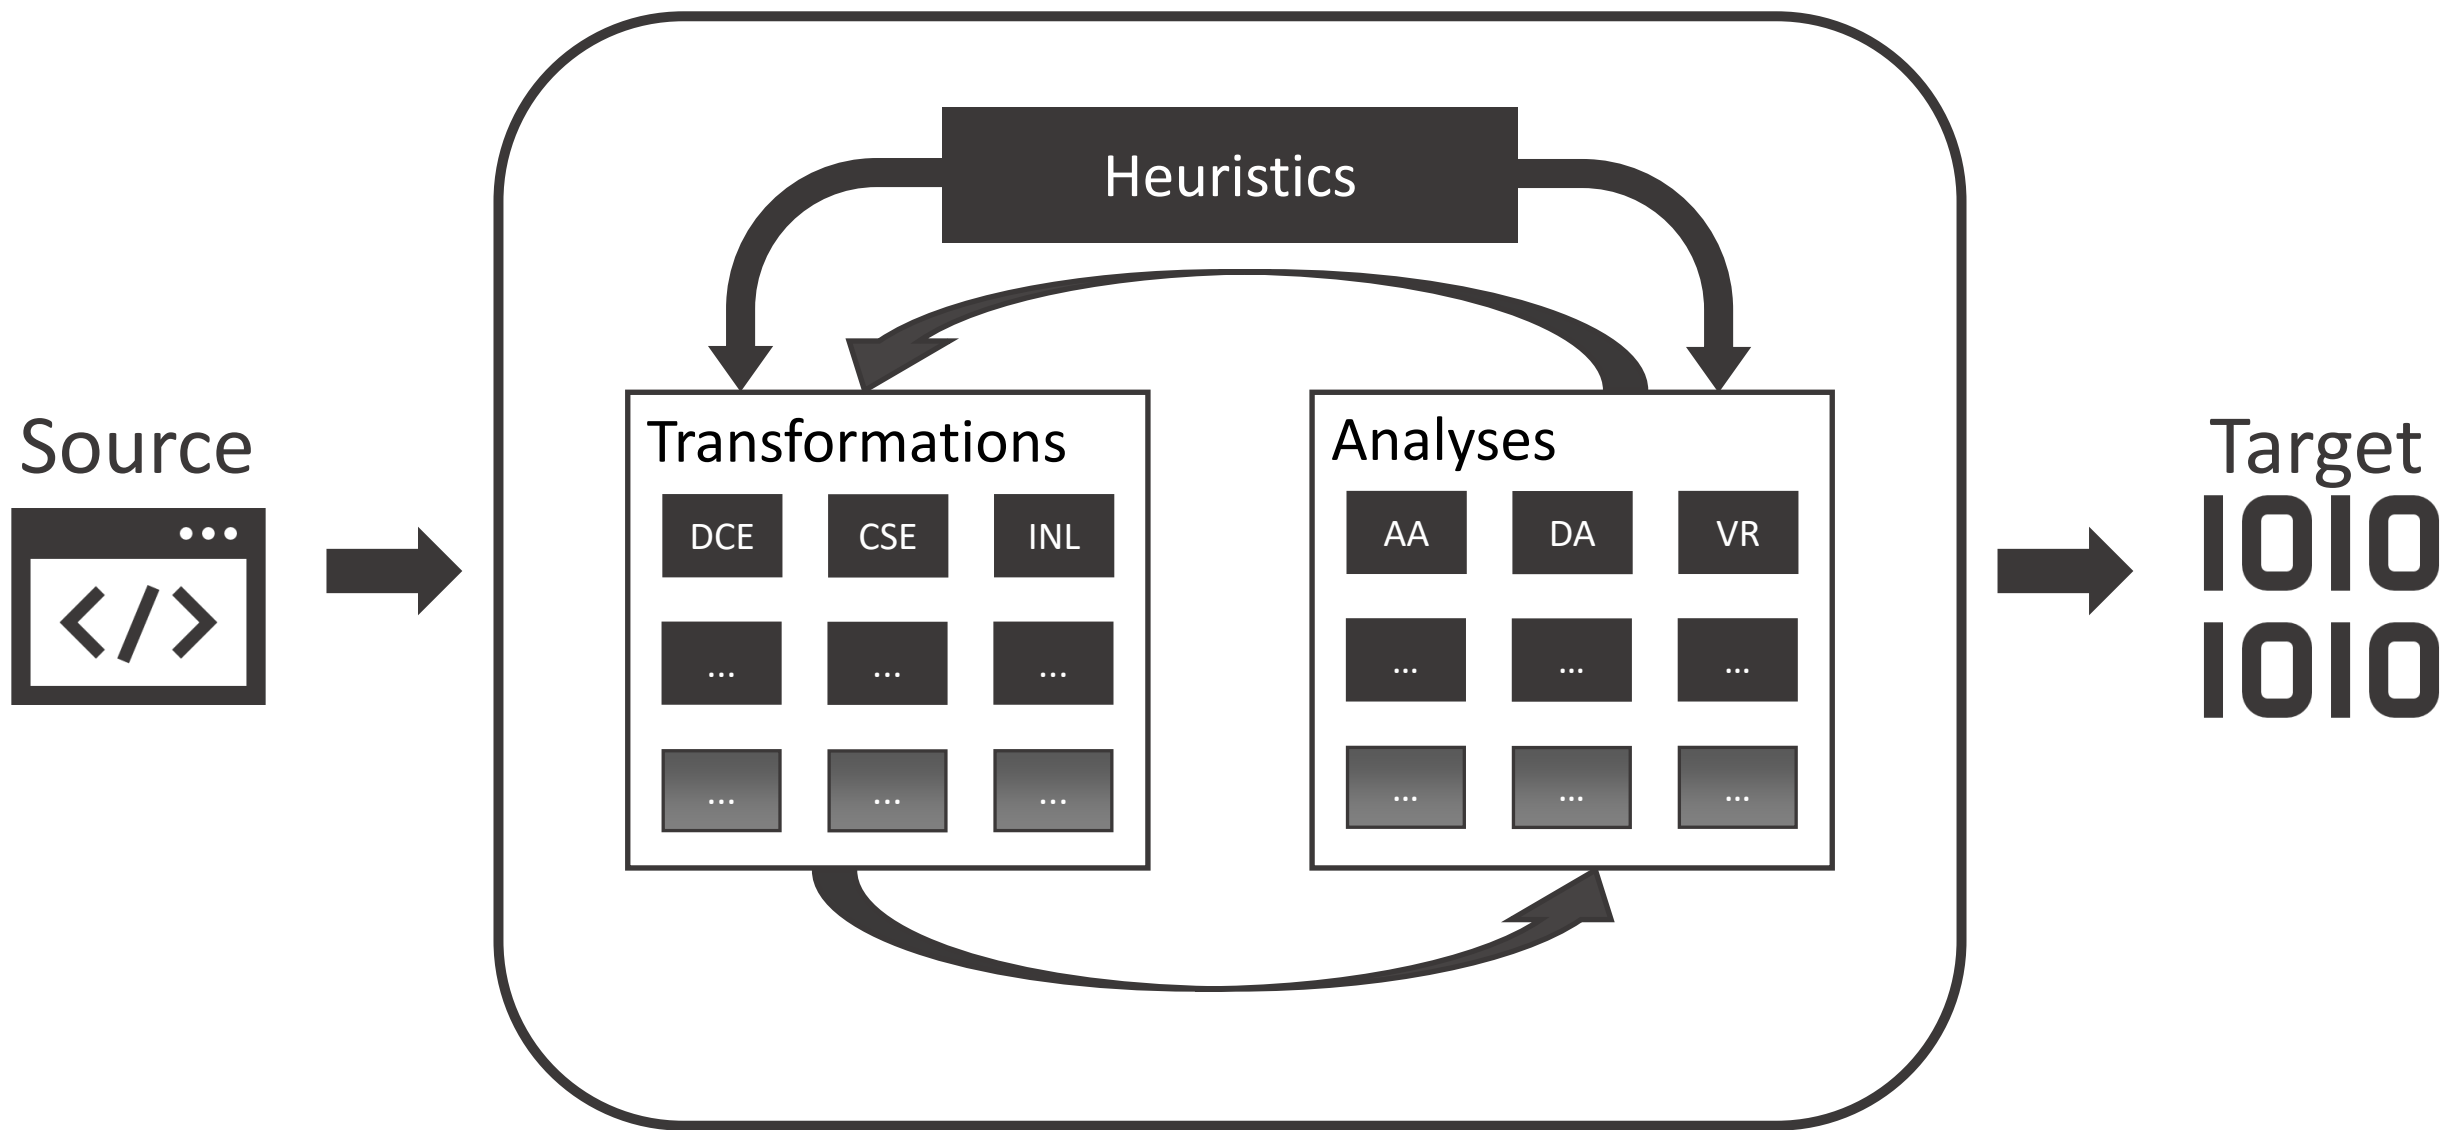 Heuristics
Source
</>
Transformations
DCE CSE INL
... ... ...
... ... ...
Analyses
AA DA VR
... ... ...
... ... ...
Target
1010
1010